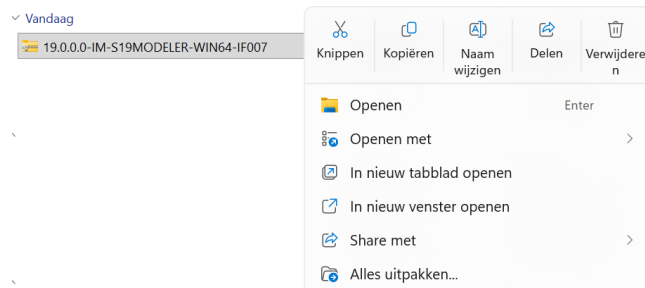 Vandaag
19.0.0.0-IM-S19MODELER-WIN64-IF007
Knippen Kopiëren Naam wijzigen Delen Verwijderen
Openen Enter
Openen met
In nieuw tabblad openen
In nieuw venster openen
Share met
Alles uitpakken...